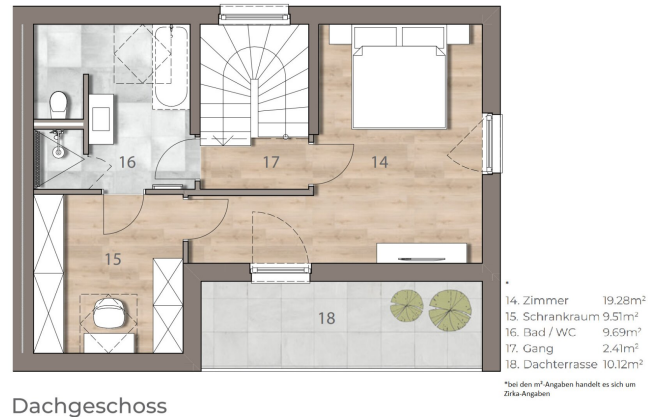 16
17
14
15
18
*
14. Zimmer 19.28m²
15. Schrankraum 9.51m²
16. Bad / WC 9.69m²
17. Gang 2.41m²
18. Dachterrasse 10.12m²
*bei den m²-Angaben handelt es sich um
Zirka-Angaben
Dachgeschoss